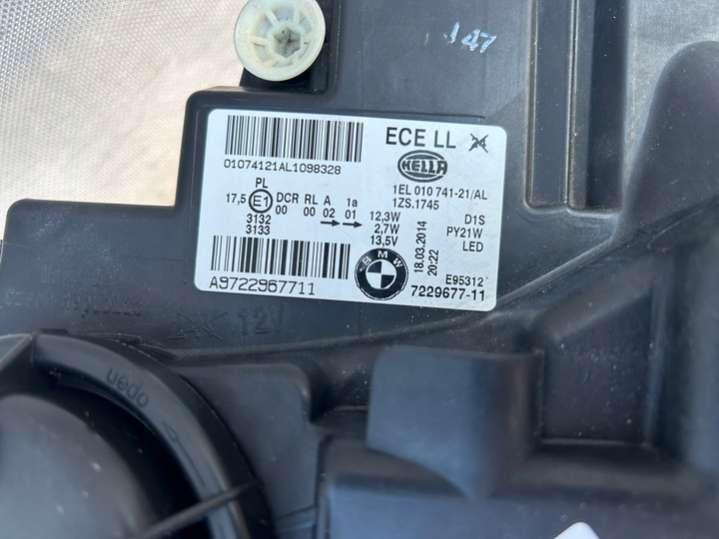 147
01074121AL1098328
ECE LL
HELLA
1EL 010 741-21/AL
1ZS.1745
PL
17,5 E1 DCR RL A 1a
00 00 02 01
3132
3133
12,3W D1S
2,7W PY21W
13,5V LED
18.03.2014
20:22
BMW
E95312
A9722967711
7229677-11
open